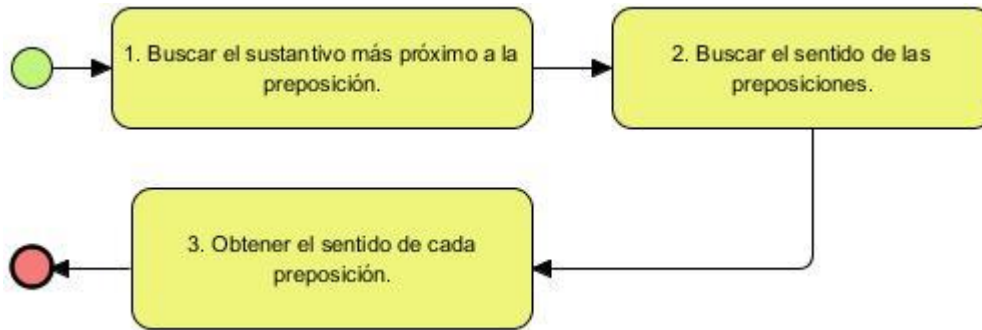 1. Buscar el sustantivo más próximo a la
preposición.
2. Buscar el sentido de las
preposiciones.
3. Obtener el sentido de cada
preposición.